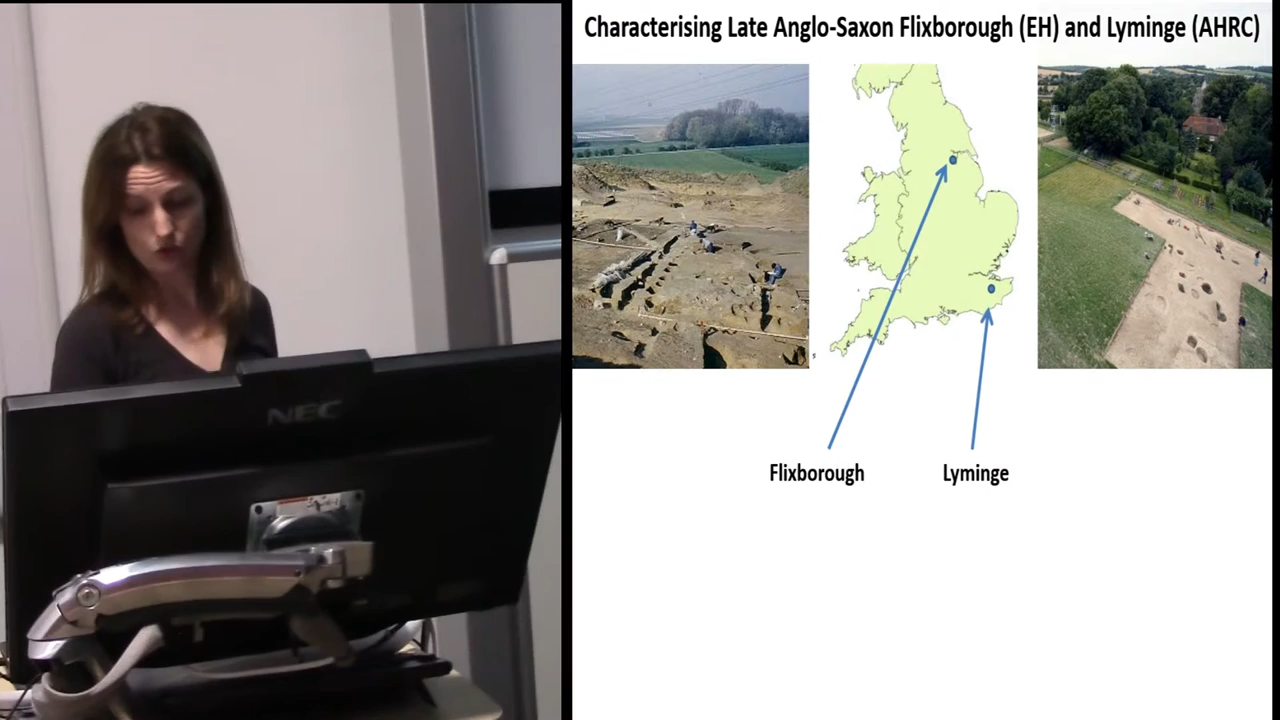 Characterising Late Anglo-Saxon Flixborough (EH) and Lyminge (AHRC)
Flixborough
Lyminge
NEC